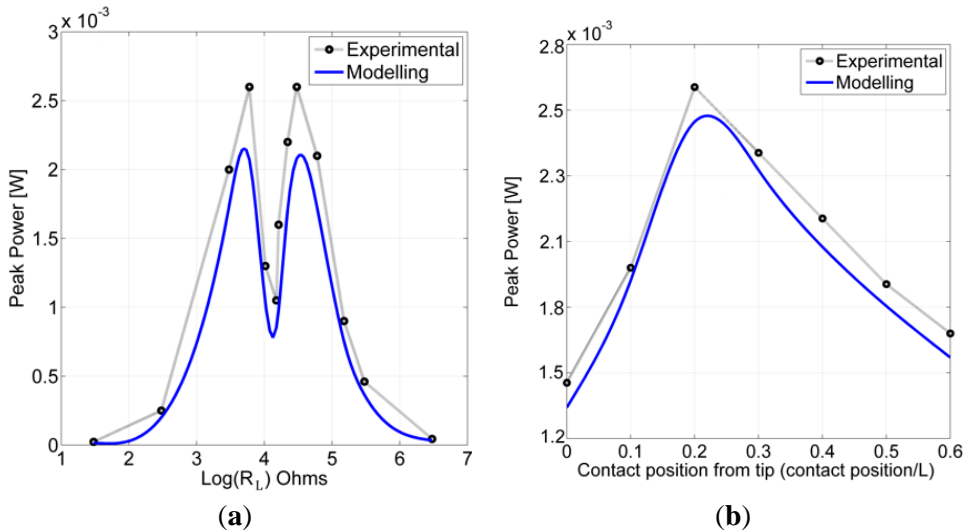 x 10⁻³
3
2.5
2
1.5
1
0.5
0
Peak Power [W]
1 2 3 4 5 6 7
Log(R_L) Ohms
Experimental
Modelling
(a)
x 10⁻³
2.8
2.5
2.3
2.1
1.8
1.5
1.2
Peak Power [W]
0 0.1 0.2 0.3 0.4 0.5 0.6
Contact position from tip (contact position/L)
Experimental
Modelling
(b)